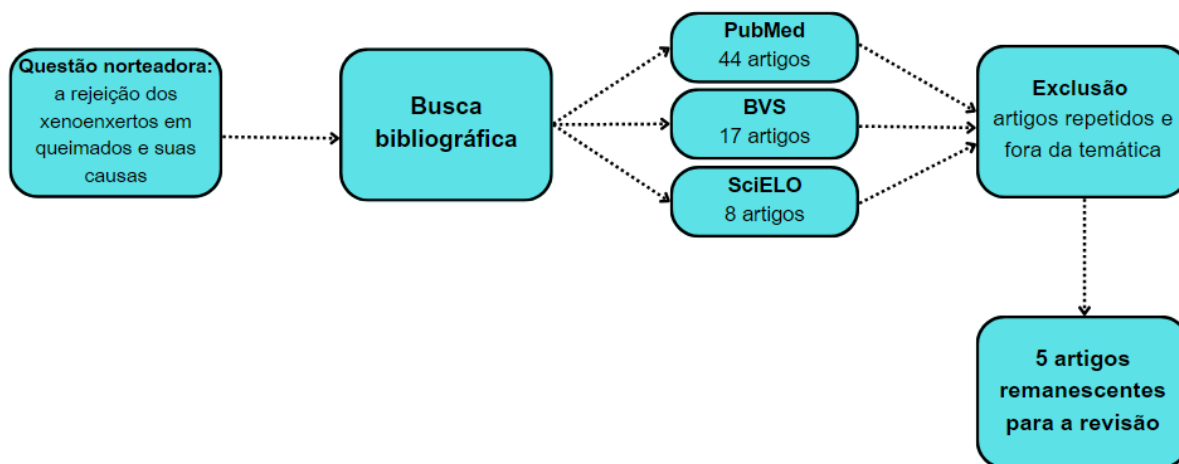 Questão norteadora:
a rejeição dos
xenoenxertos em
queimados e suas
causas
Busca
bibliográfica
PubMed
44 artigos
BVS
17 artigos
SciELO
8 artigos
Exclusão
artigos repetidos e
fora da temática
5 artigos
remanescentes
para a revisão